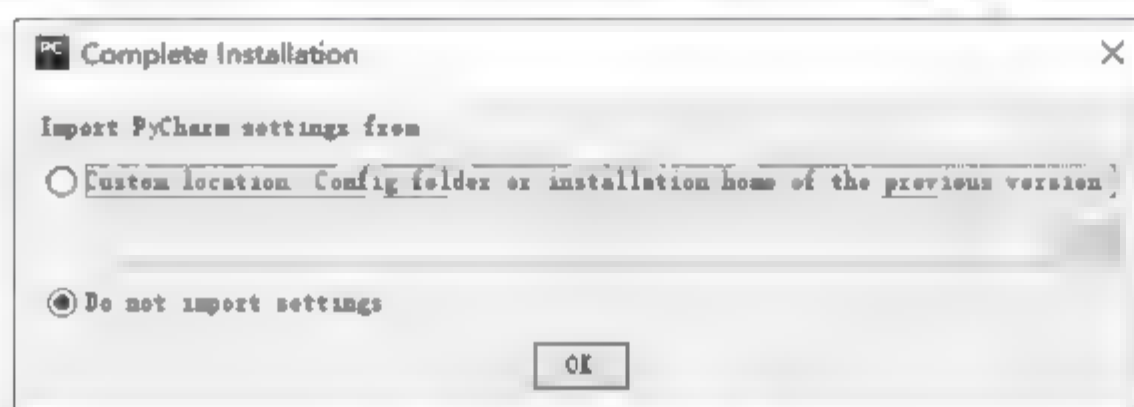 PC Complete Installation
Import PyCharm settings from
Custom location Config folder or installation home of the previous version
Do not import settings
OK